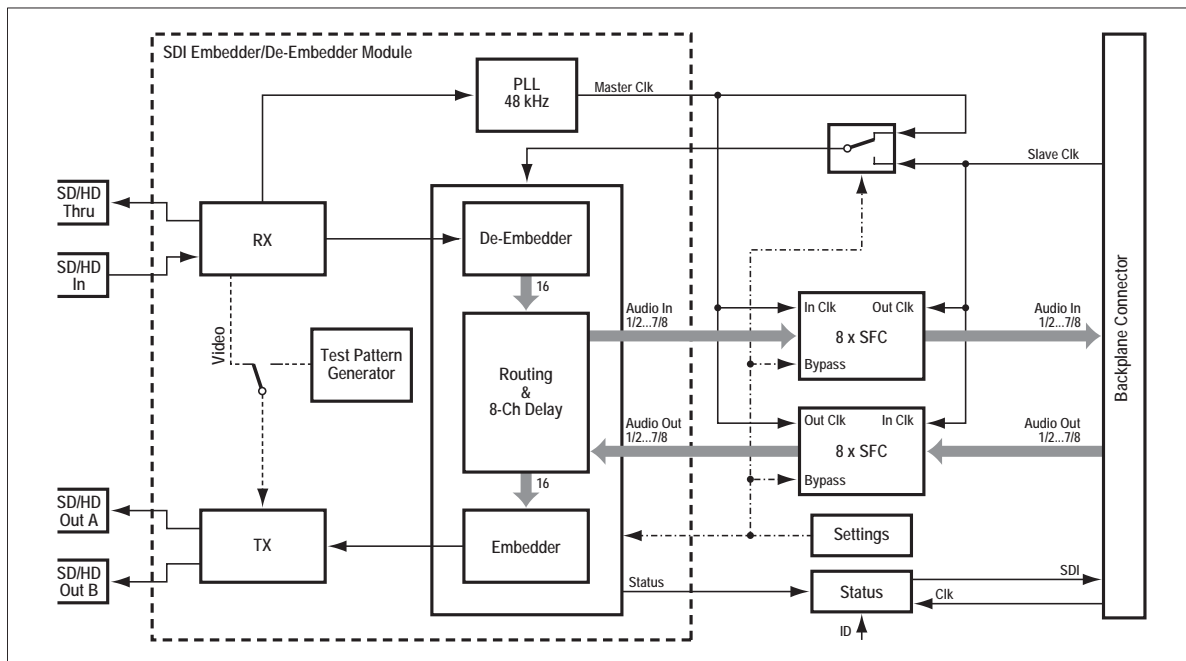 SDI Embedder/De-Embedder Module
PLL
48 kHz
Master Clk
Slave Clk
SD/HD
Thru
SD/HD
In
RX
De-Embedder
16
Audio In
1/2...7/8
In Clk
Out Clk
8 x SFC
Bypass
Audio In
1/2...7/8
Backplane Connector
Video
Test Pattern
Generator
Routing
&
8-Ch Delay
Audio Out
1/2...7/8
Out Clk
In Clk
8 x SFC
Bypass
Audio Out
1/2...7/8
16
SD/HD
Out A
SD/HD
Out B
TX
Embedder
Settings
Status
Status
SDI
Clk
ID